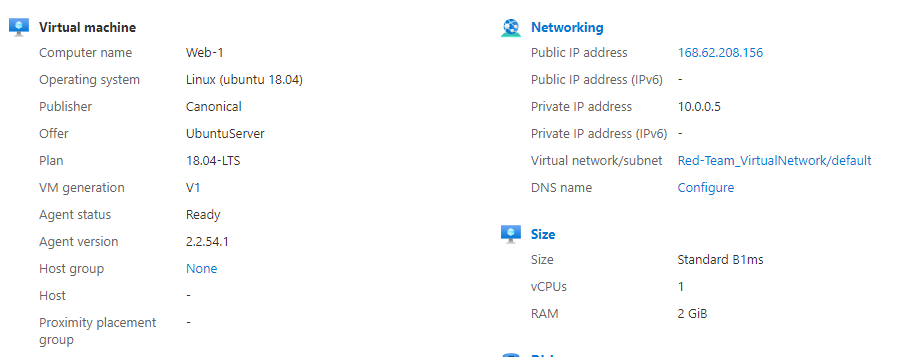 Virtual machine
Computer name Web-1
Operating system Linux (ubuntu 18.04)
Publisher Canonical
Offer UbuntuServer
Plan 18.04-LTS
VM generation V1
Agent status Ready
Agent version 2.2.54.1
Host group None
Host -
Proximity placement -
group
Networking
Public IP address 168.62.208.156
Public IP address (IPv6) -
Private IP address 10.0.0.5
Private IP address (IPv6) -
Virtual network/subnet Red-Team_VirtualNetwork/default
DNS name Configure
Size
Size Standard B1ms
vCPUs 1
RAM 2 GiB